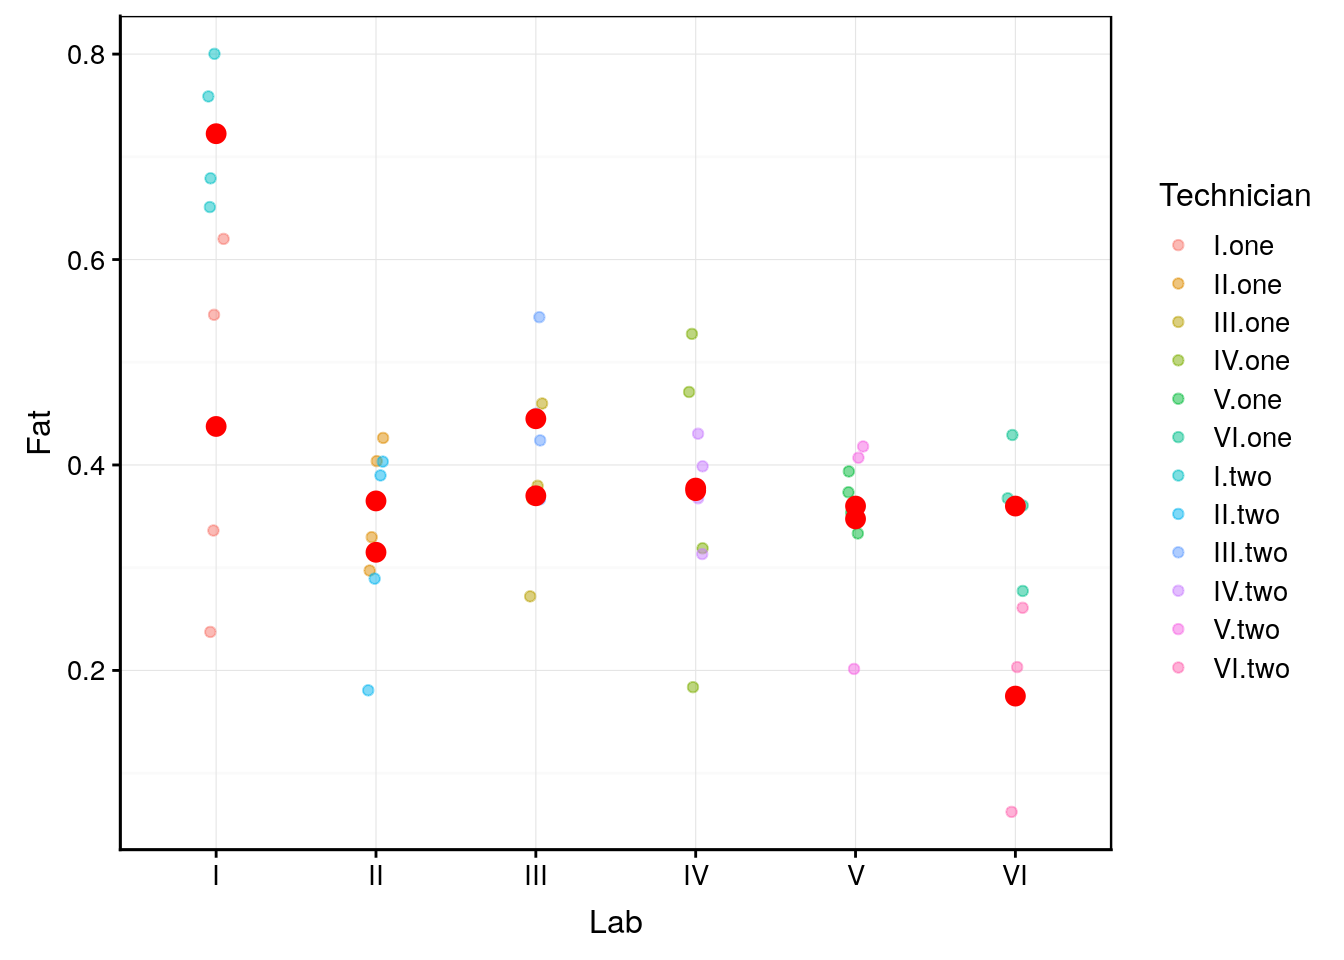 0.8
0.6
0.4
0.2
Fat
I II III IV V VI
Lab
Technician
I.one
II.one
III.one
IV.one
V.one
VI.one
I.two
II.two
III.two
IV.two
V.two
VI.two